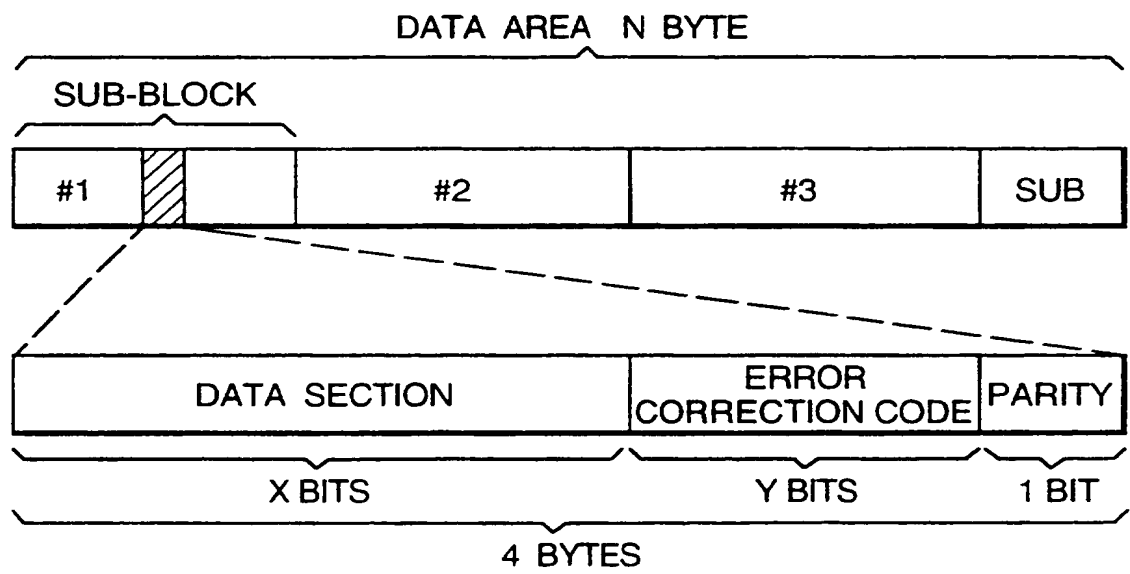 DATA AREA N BYTE
SUB-BLOCK
#1 #2 #3 SUB
DATA SECTION ERROR CORRECTION CODE PARITY
X BITS Y BITS 1 BIT
4 BYTES